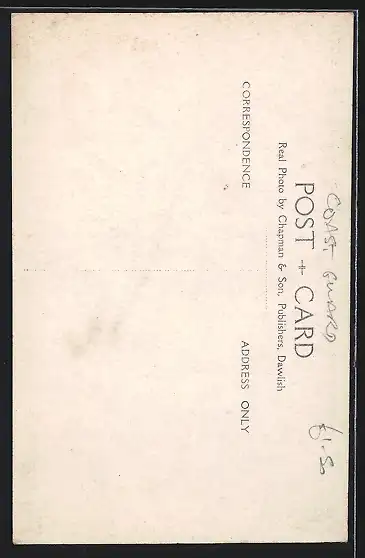 COAST GUARD
£1.50
POST CARD
Real Photo by Chapman & Son, Publishers, Dawlish
CORRESPONDENCE
ADDRESS ONLY